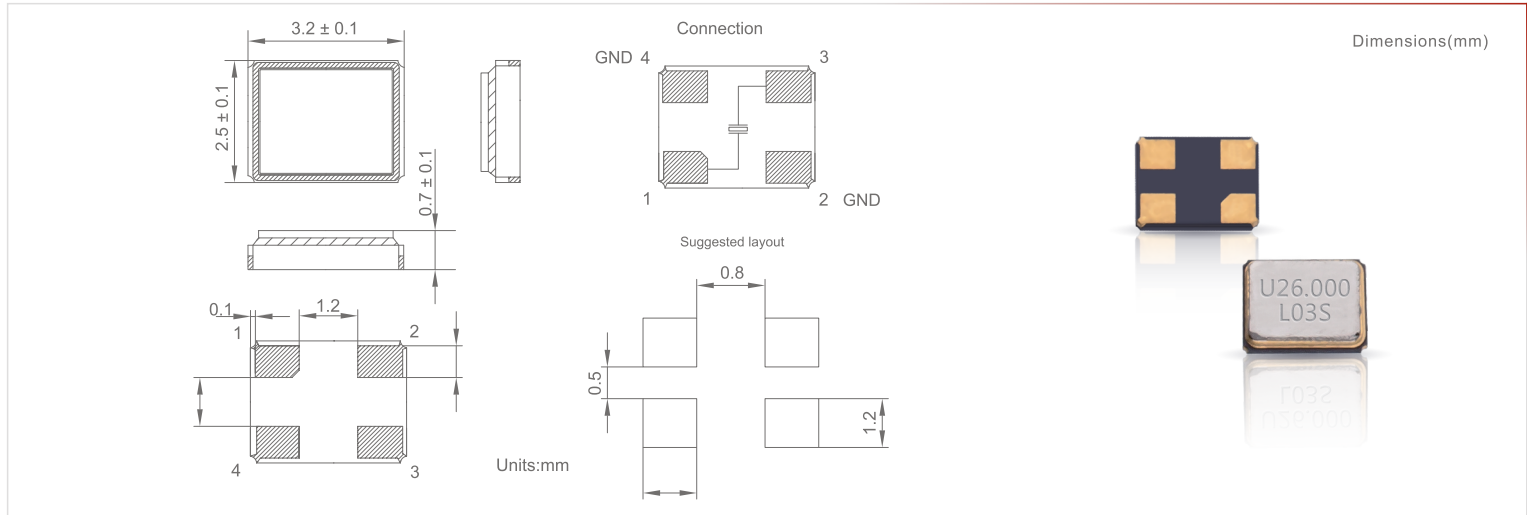 3.2 ± 0.1
2.5 ± 0.1
0.7 ± 0.1
0.1
1.2
1
2
4
3
Units:mm
Connection
GND 4
3
1
2 GND
Suggested layout
0.8
0.5
1.2
Dimensions(mm)
U26.000
L03S